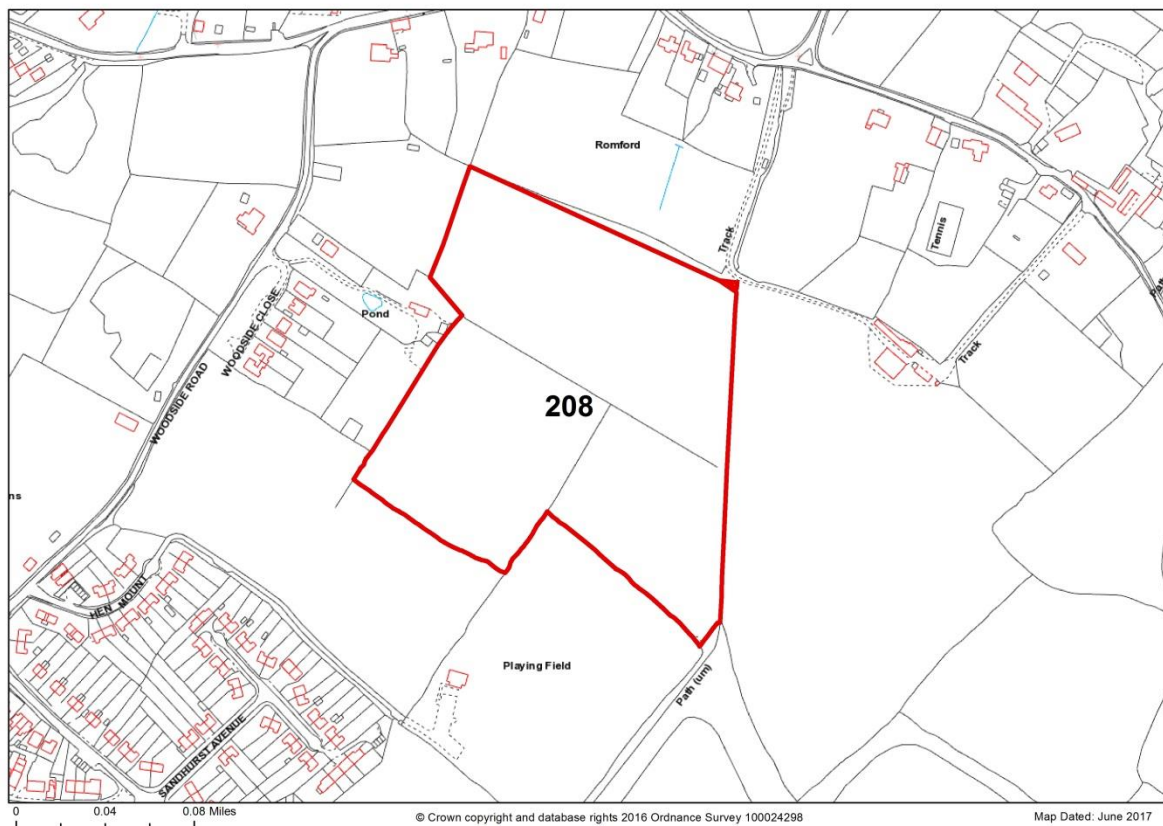 Romford
Track
Tennis
Pond
WOODSIDE CLOSE
WOODSIDE ROAD
208
Track
ns
HEN MOUNT
Playing Field
Path (um)
SANDHURST AVENUE
0 0.04 0.08 Miles
© Crown copyright and database rights 2016 Ordnance Survey 100024298
Map Dated: June 2017